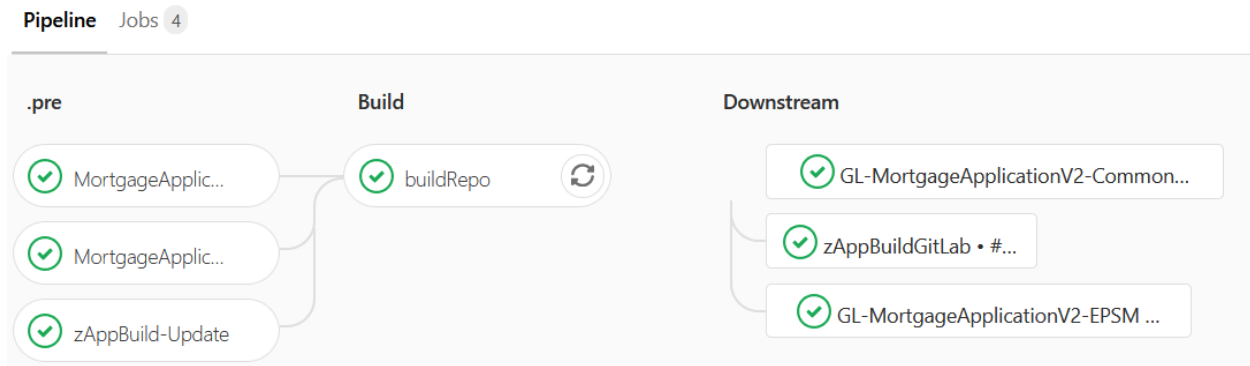 Pipeline Jobs 4
.pre Build Downstream
MortgageApplic... buildRepo GL-MortgageApplicationV2-Common...
MortgageApplic... zAppBuildGitLab • #...
zAppBuild-Update GL-MortgageApplicationV2-EPSM ...